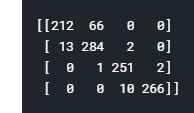 [[212  66   0   0]
 [ 13 284   2   0]
 [  0   1 251   2]
 [  0   0  10 266]]